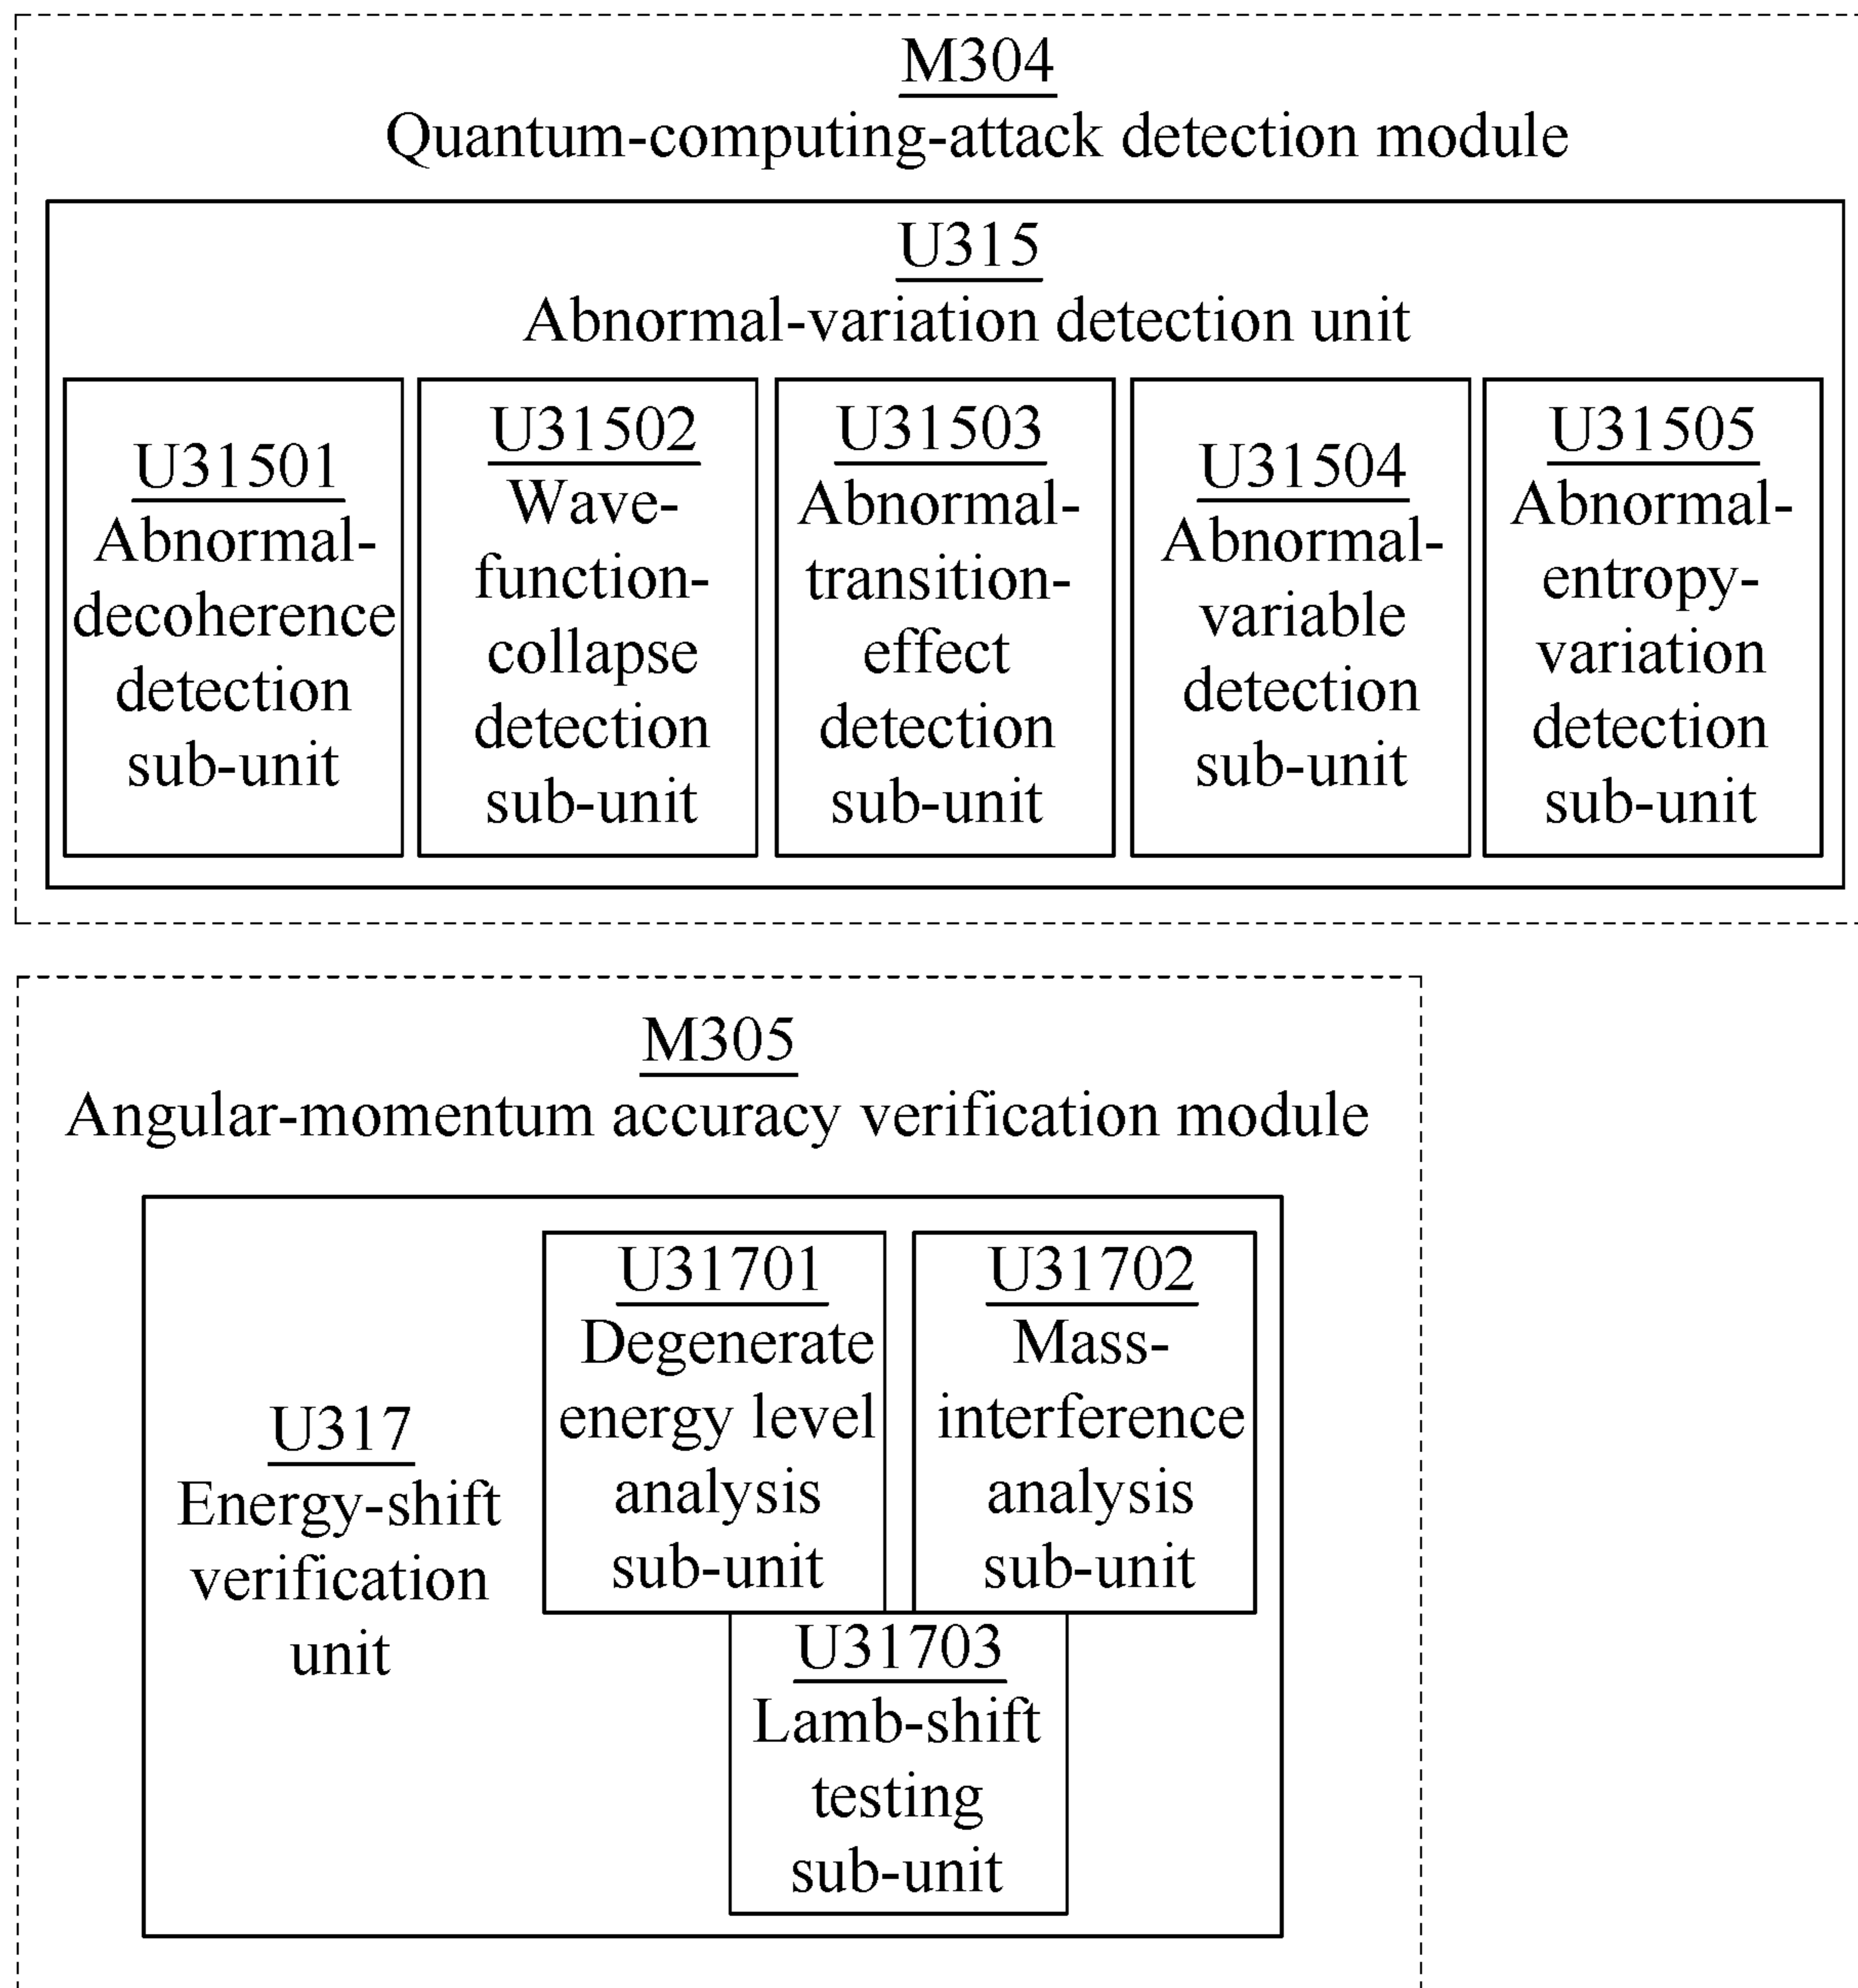 M304
Quantum-computing-attack detection module
U315
Abnormal-variation detection unit
U31501
Abnormal-
decoherence
detection
sub-unit
U31502
Wave-
function-
collapse
detection
sub-unit
U31503
Abnormal-
transition-
effect
detection
sub-unit
U31504
Abnormal-
variable
detection
sub-unit
U31505
Abnormal-
entropy-
variation
detection
sub-unit
M305
Angular-momentum accuracy verification module
U317
Energy-shift
verification
unit
U31701
Degenerate
energy level
analysis
sub-unit
U31702
Mass-
interference
analysis
sub-unit
U31703
Lamb-shift
testing
sub-unit